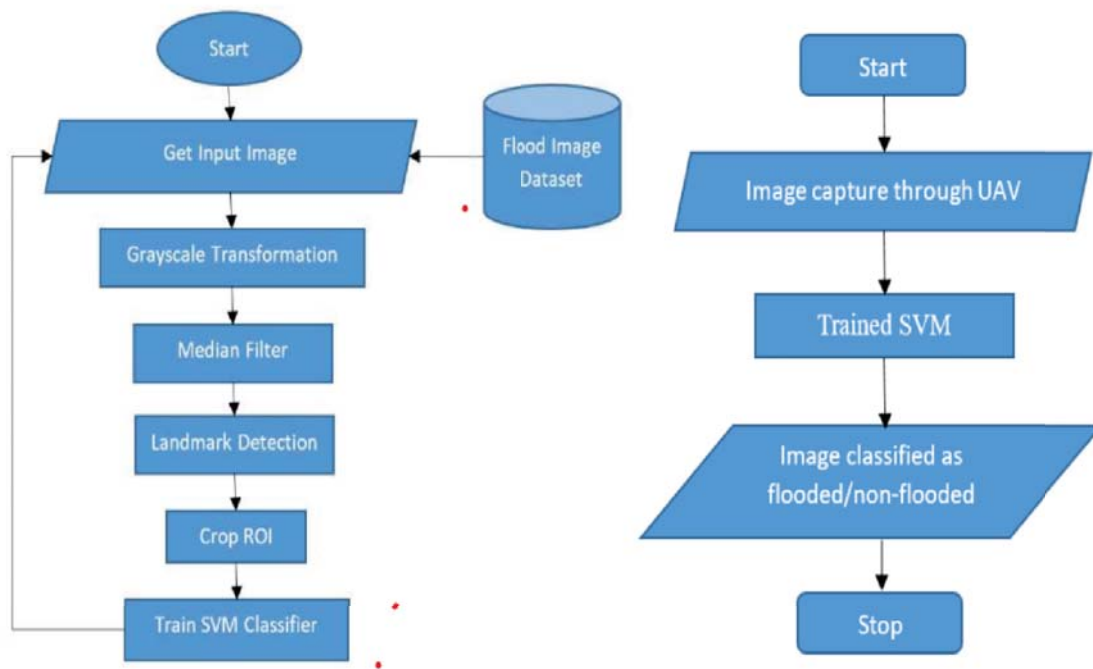 Start
Get Input Image
Flood Image
Dataset
Grayscale Transformation
Median Filter
Landmark Detection
Crop ROI
Train SVM Classifier
Start
Image capture through UAV
Trained SVM
Image classified as
flooded/non-flooded
Stop